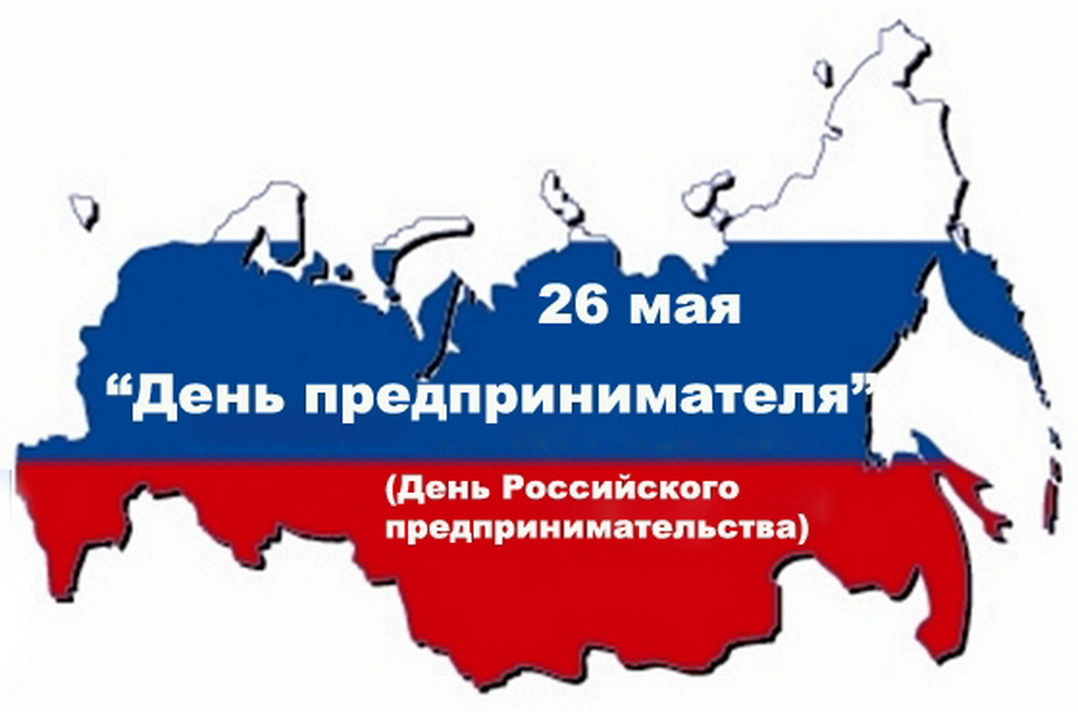 26 мая
“День предпринимателя”
(День Российского
предпринимательства)